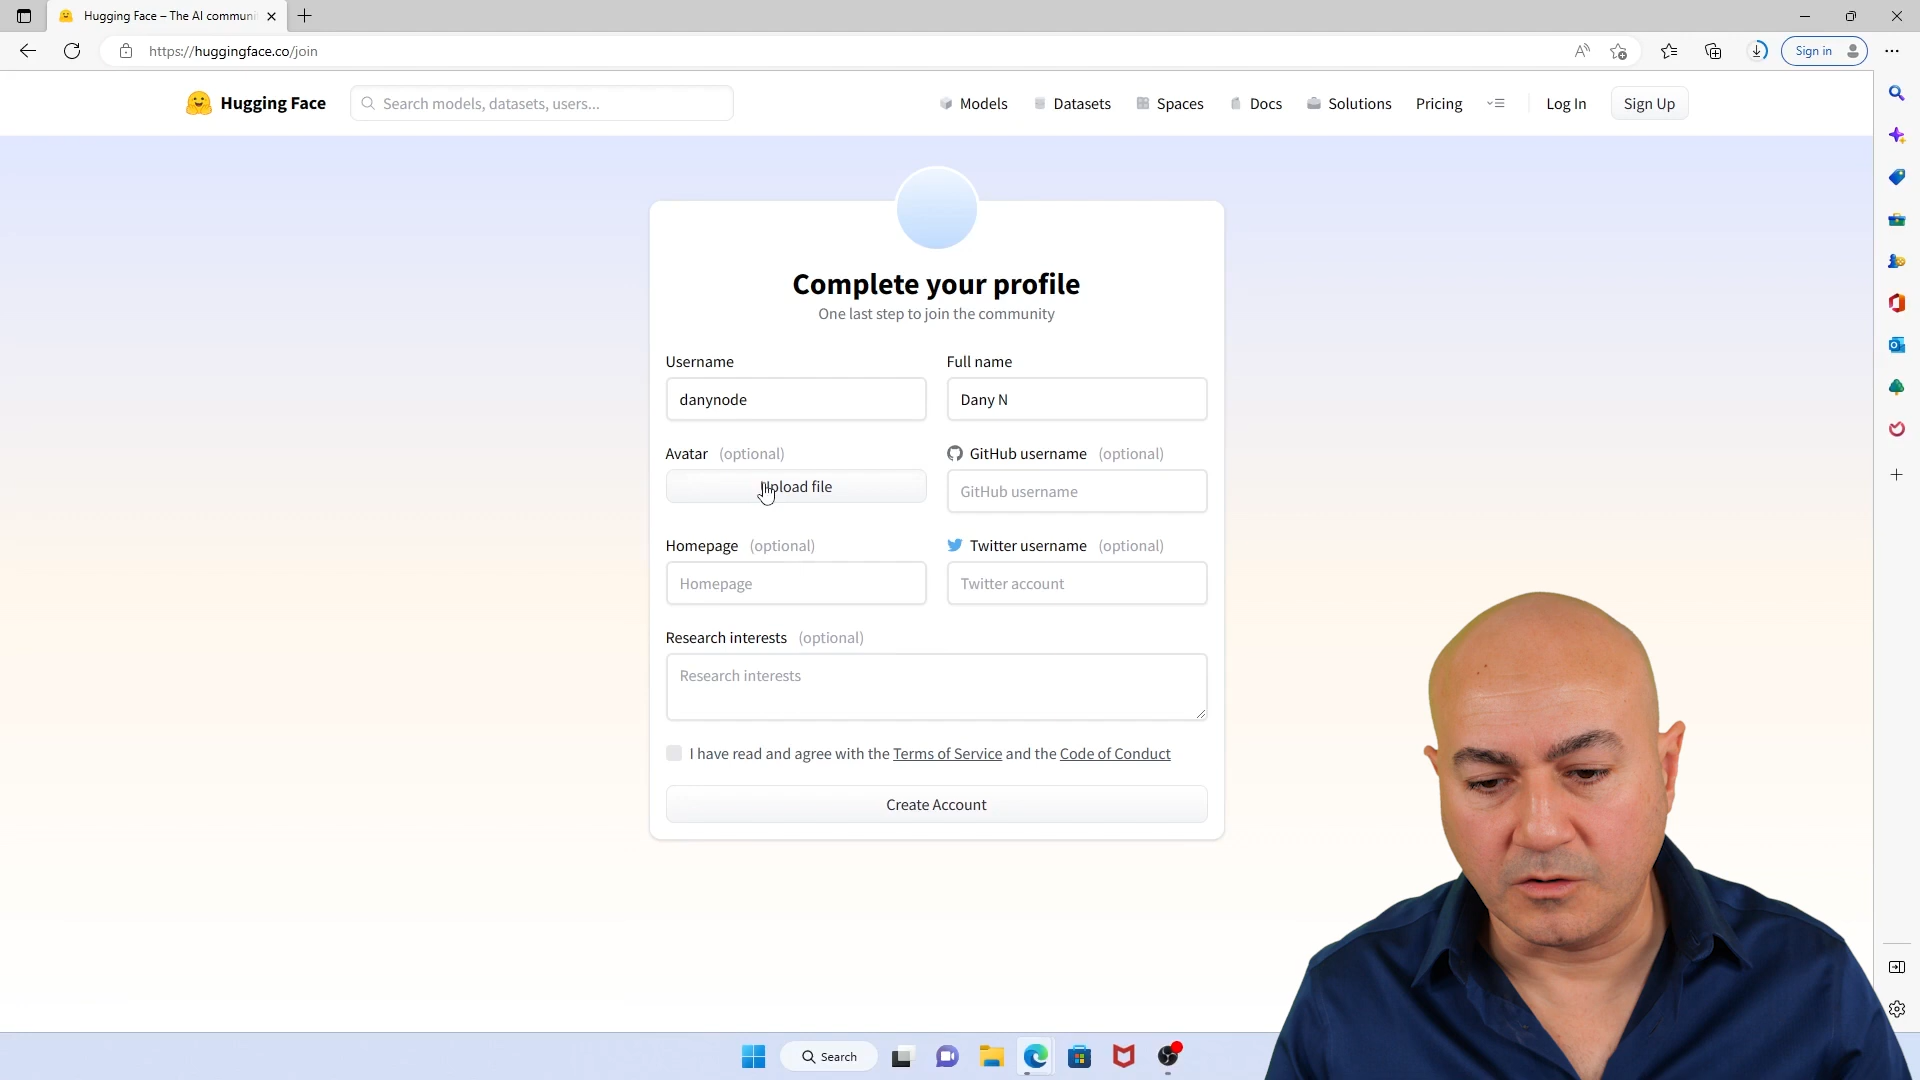 Hugging Face – The AI communi
https://huggingface.co/join
Sign in
Hugging Face
Search models, datasets, users...
Models
Datasets
Spaces
Docs
Solutions
Pricing
Log In
Sign Up
Complete your profile
One last step to join the community
Username
Full name
danynode
Dany N
Avatar (optional)
GitHub username (optional)
Upload file
GitHub username
Homepage (optional)
Twitter username (optional)
Homepage
Twitter account
Research interests (optional)
Research interests
I have read and agree with the Terms of Service and the Code of Conduct
Create Account
Search